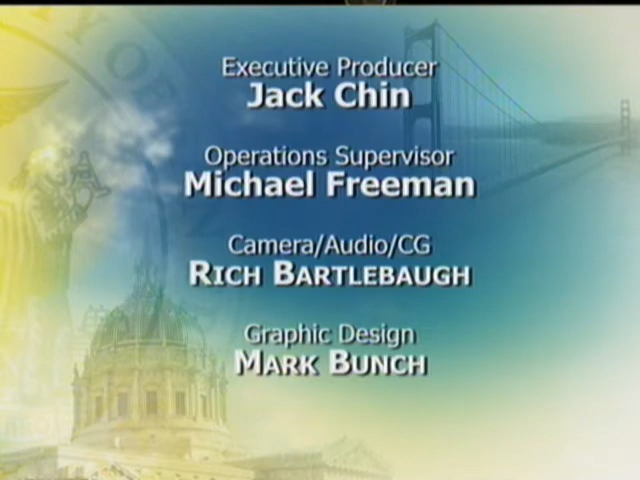 Executive Producer
Jack Chin
Operations Supervisor
Michael Freeman
Camera/Audio/CG
RICH BARTLEBAUGH
Graphic Design
MARK BUNCH